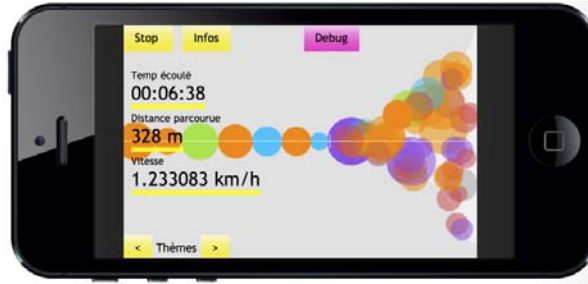 Stop Infos Debug
Temp écoulé
00:06:38
Distance parcourue
328 m
Vitesse
1.233083 km/h
< Thèmes >